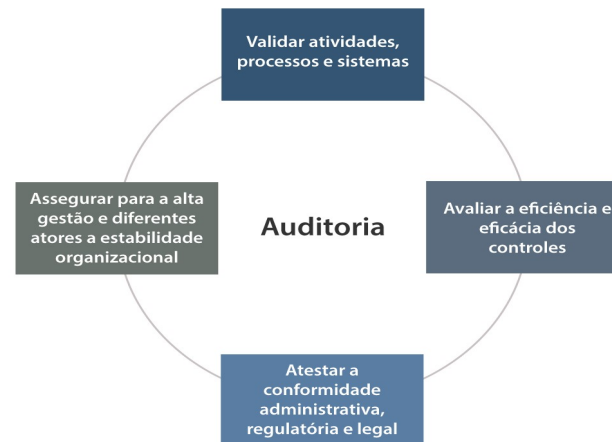 Validar atividades,
processos e sistemas
Assegurar para a alta
gestão e diferentes
atores a estabilidade
organizacional
Auditoria
Avaliar a eficiência e
eficácia dos
controles
Atestar a
conformidade
administrativa,
regulatória e legal